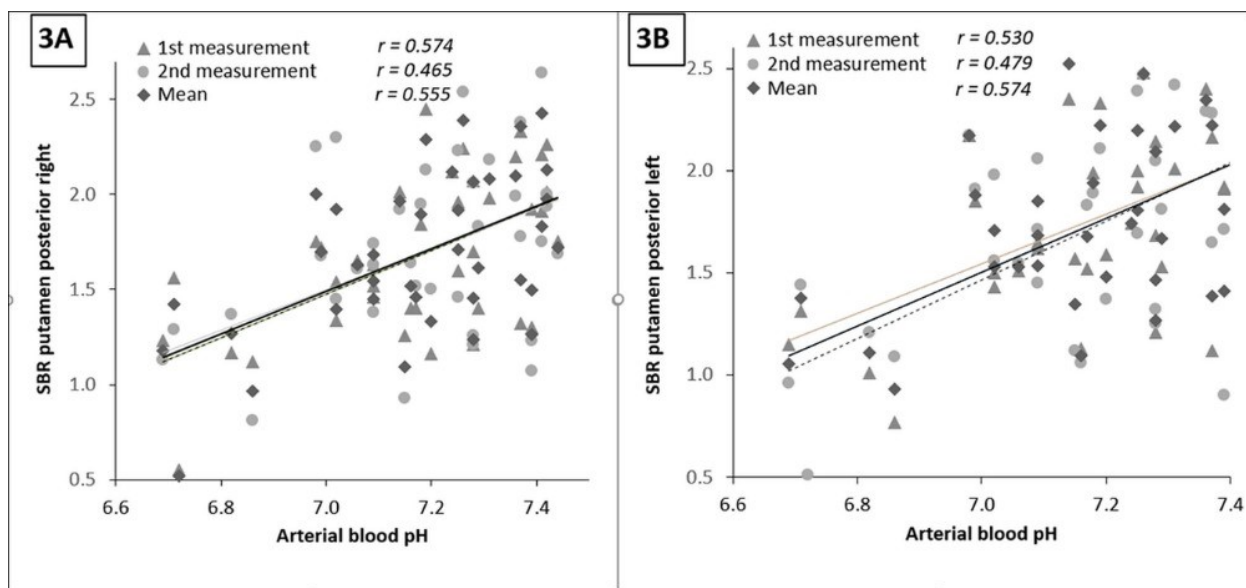 3A
1st measurement r = 0.574
2nd measurement r = 0.465
Mean r = 0.555
SBR putamen posterior right
2.5
2.0
1.5
1.0
0.5
6.6 6.8 7.0 7.2 7.4
Arterial blood pH
3B
1st measurement r = 0.530
2nd measurement r = 0.479
Mean r = 0.574
SBR putamen posterior left
2.5
2.0
1.5
1.0
0.5
6.6 6.8 7.0 7.2 7.4
Arterial blood pH